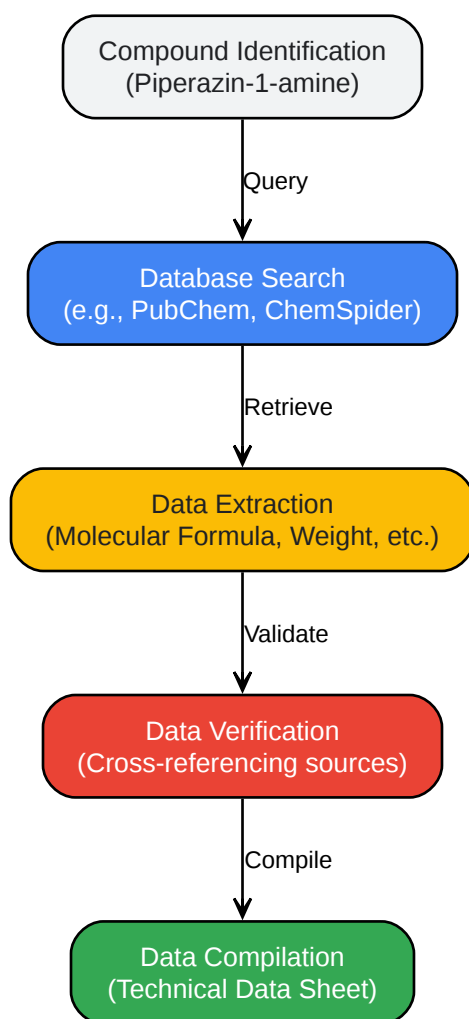 Compound Identification
(Piperazin-1-amine)
Query
Database Search
(e.g., PubChem, ChemSpider)
Retrieve
Data Extraction
(Molecular Formula, Weight, etc.)
Validate
Data Verification
(Cross-referencing sources)
Compile
Data Compilation
(Technical Data Sheet)